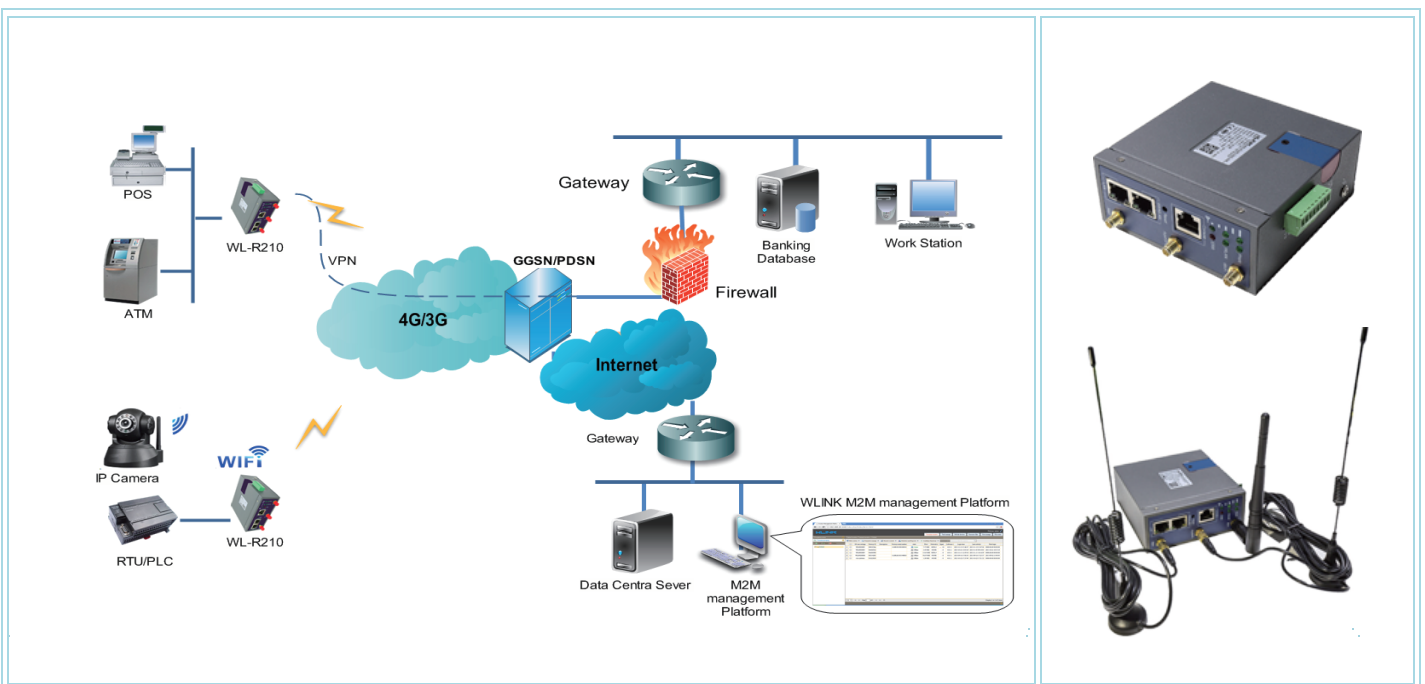 POS
WL-R210
VPN
ATM
GGSN/PDSN
4G/3G
Gateway
Banking
Database
Work Station
Firewall
Internet
IP Camera
WIFi
WL-R210
RTU/PLC
Gateway
WLINK M2M management Platform
Data Centra Sever
M2M
management
Platform